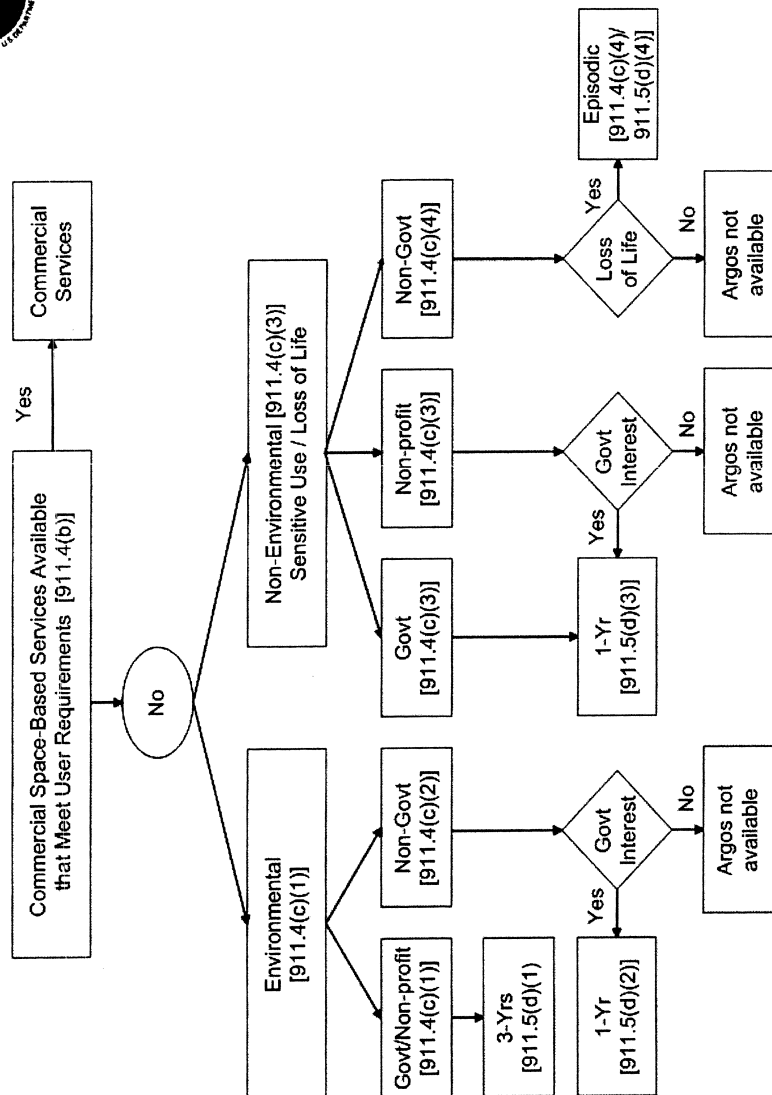 U S DEPARTME
Commercial Space-Based Services Available
that Meet User Requirements [911.4(b)]
Yes
Commercial
Services
No
Environmental
[911.4(c)(1)]
Non-Environmental [911.4(c)(3)]
Sensitive Use / Loss of Life
Govt/Non-profit
[911.4(c)(1)]
Non-Govt
[911.4(c)(2)]
Govt
[911.4(c)(3)]
Non-profit
[911.4(c)(3)]
Non-Govt
[911.4(c)(4)]
3-Yrs
[911.5(d)(1)
1-Yr
[911.5(d)(2)]
Yes
Govt
Interest
No
Argos not
available
1-Yr
[911.5(d)(3)]
Yes
Govt
Interest
No
Argos not
available
Loss
of Life
Yes
Episodic
[911.4(c)(4)/
911.5(d)(4)]
No
Argos not
available